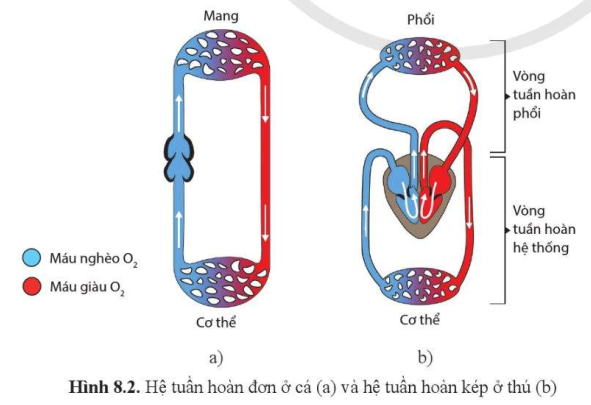 Mang
Phổi
Vòng
tuần hoàn
phổi
Vòng
tuần hoàn
hệ thống
Máu nghèo O₂
Máu giàu O₂
Cơ thể
Cơ thể
a)
b)
Hình 8.2. Hệ tuần hoàn đơn ở cá (a) và hệ tuần hoàn kép ở thú (b)